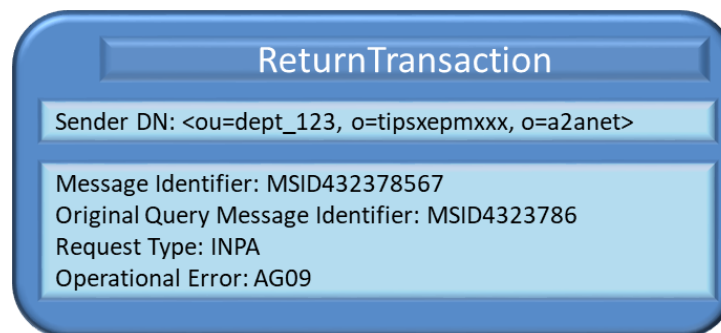 ReturnTransaction
Sender DN: <ou=dept_123, o=tipsxepmxxx, o=a2anet>
Message Identifier: MSID432378567
Original Query Message Identifier: MSID4323786
Request Type: INPA
Operational Error: AG09